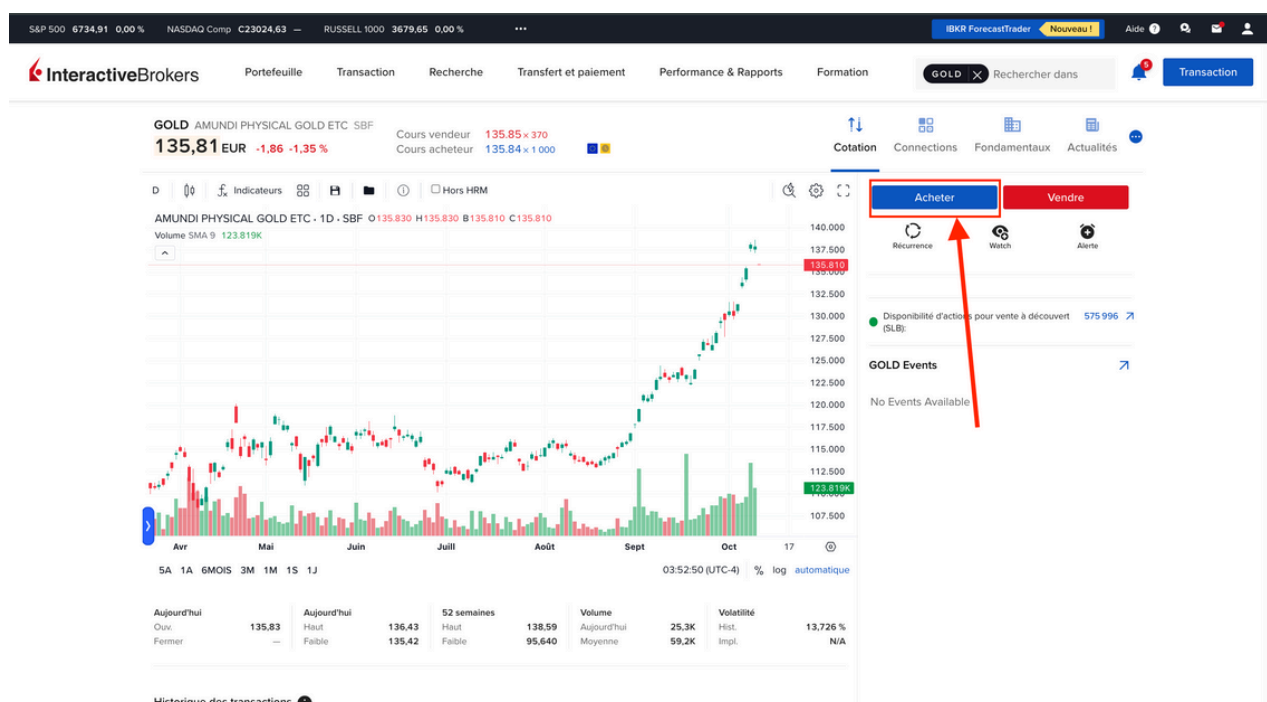 S&P 500 6734,91 0,00 % NASDAQ Comp C23024,63 — RUSSELL 1000 3679,65 0,00 % ••• IBKR ForecastTrader Nouveau ! Aide ?
InteractiveBrokers Portefeuille Transaction Recherche Transfert et paiement Performance & Rapports Formation GOLD X Rechercher dans 5 Transaction
GOLD AMUNDI PHYSICAL GOLD ETC SBF
135,81 EUR -1,86 -1,35 %
Cours vendeur 135.85 × 370
Cours acheteur 135.84 × 1 000
Cotation Connections Fondamentaux Actualités
D Indicateurs Hors HRM
AMUNDI PHYSICAL GOLD ETC · 1D · SBF O135.830 H135.830 B135.810 C135.810
Volume SMA 9 123.819K
140.000
137.500
135.810
135.000
132.500
130.000
127.500
125.000
122.500
120.000
117.500
115.000
112.500
123.819K
110.000
107.500
Avr Mai Juin Juill Août Sept Oct 17
5A 1A 6MOIS 3M 1M 1S 1J 03:52:50 (UTC-4) % log automatique
Acheter Vendre
Récurrence Watch Alerte
Disponibilité d'actions pour vente à découvert 575 996
(SLB):
GOLD Events
No Events Available
Aujourd'hui Aujourd'hui 52 semaines Volume Volatilité
Ouv. 135,83 Haut 136,43 Haut 138,59 Aujourd'hui 25,3K Hist. 13,726 %
Fermer — Faible 135,42 Faible 95,640 Moyenne 59,2K Impl. N/A
Historique des transactions